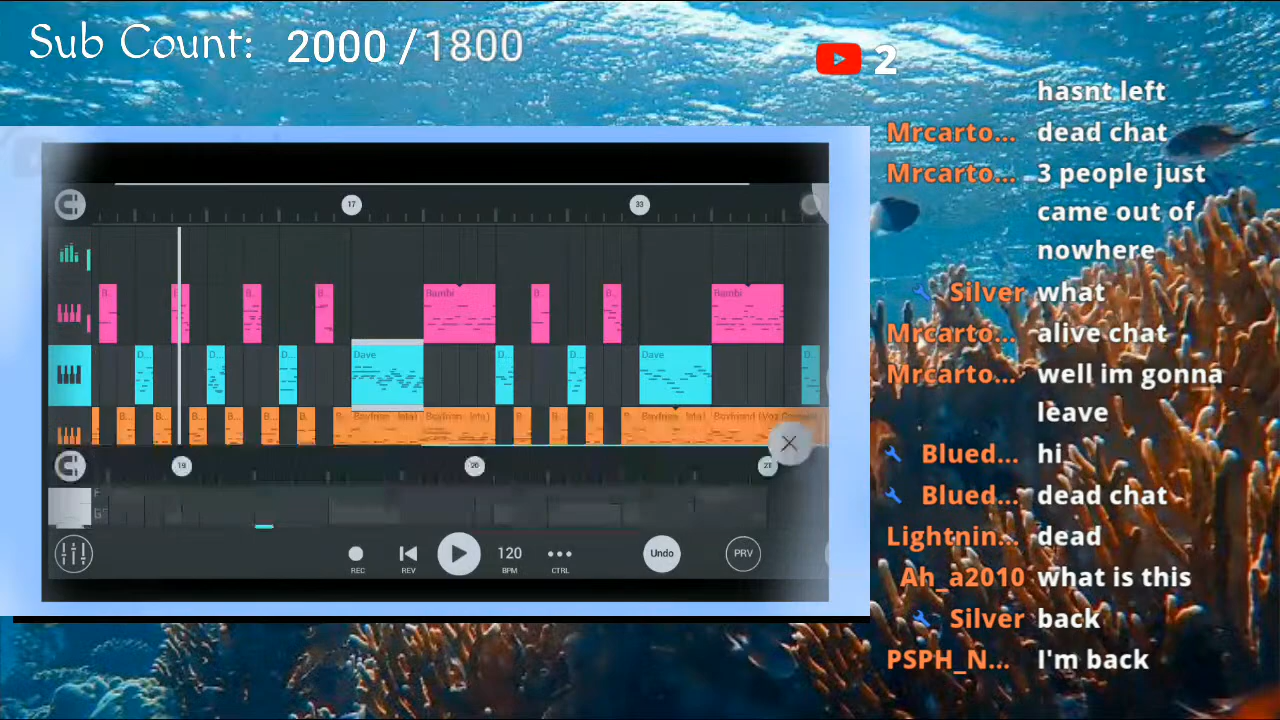 Sub Count: 2000 / 1800
2
hasnt left
Mrcarto... dead chat
Mrcarto... 3 people just
came out of
nowhere
Silver what
Mrcarto... alive chat
Mrcarto... well im gonna
leave
Blued... hi
Blued... dead chat
Lightnin... dead
Ah_a2010 what is this
Silver back
PSPH_N... I'm back
17 33
B.. B.. B.. B.. Bambi B.. B.. Bambi
D... D... D... Dave D... D... Dave D...
B... B... B... B... B... B... B...
19 20 21
F
REC REV 120 BPM CTRL Undo PRV